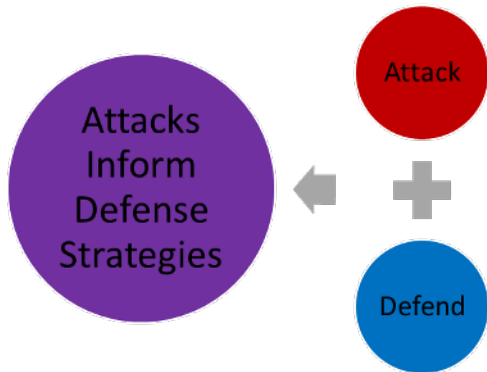 Attacks
Inform
Defense
Strategies
Attack
Defend